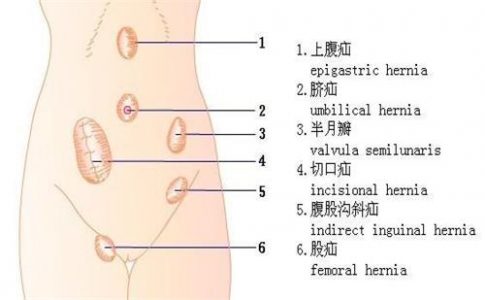 1
2
3
4
5
6
1.上腹疝
epigastric hernia
2.脐疝
umbilical hernia
3.半月瓣
valvula semilunaris
4.切口疝
incisional hernia
5.腹股沟斜疝
indirect inguinal hernia
6.股疝
femoral hernia